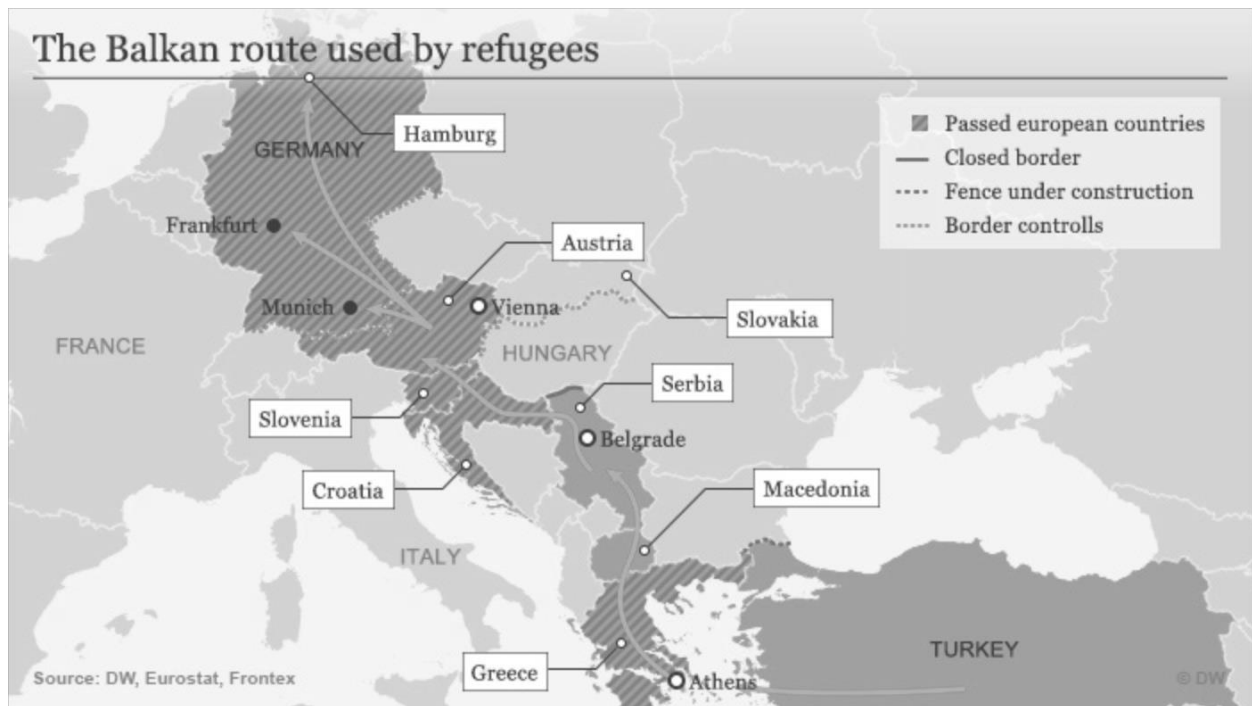 The Balkan route used by refugees
Passed european countries
Closed border
Fence under construction
Border controlls
Hamburg
GERMANY
Frankfurt
Austria
Munich
Vienna
Slovakia
FRANCE
HUNGARY
Serbia
Slovenia
Belgrade
Croatia
Macedonia
ITALY
TURKEY
Greece
Athens
Source: DW, Eurostat, Frontex
© DW